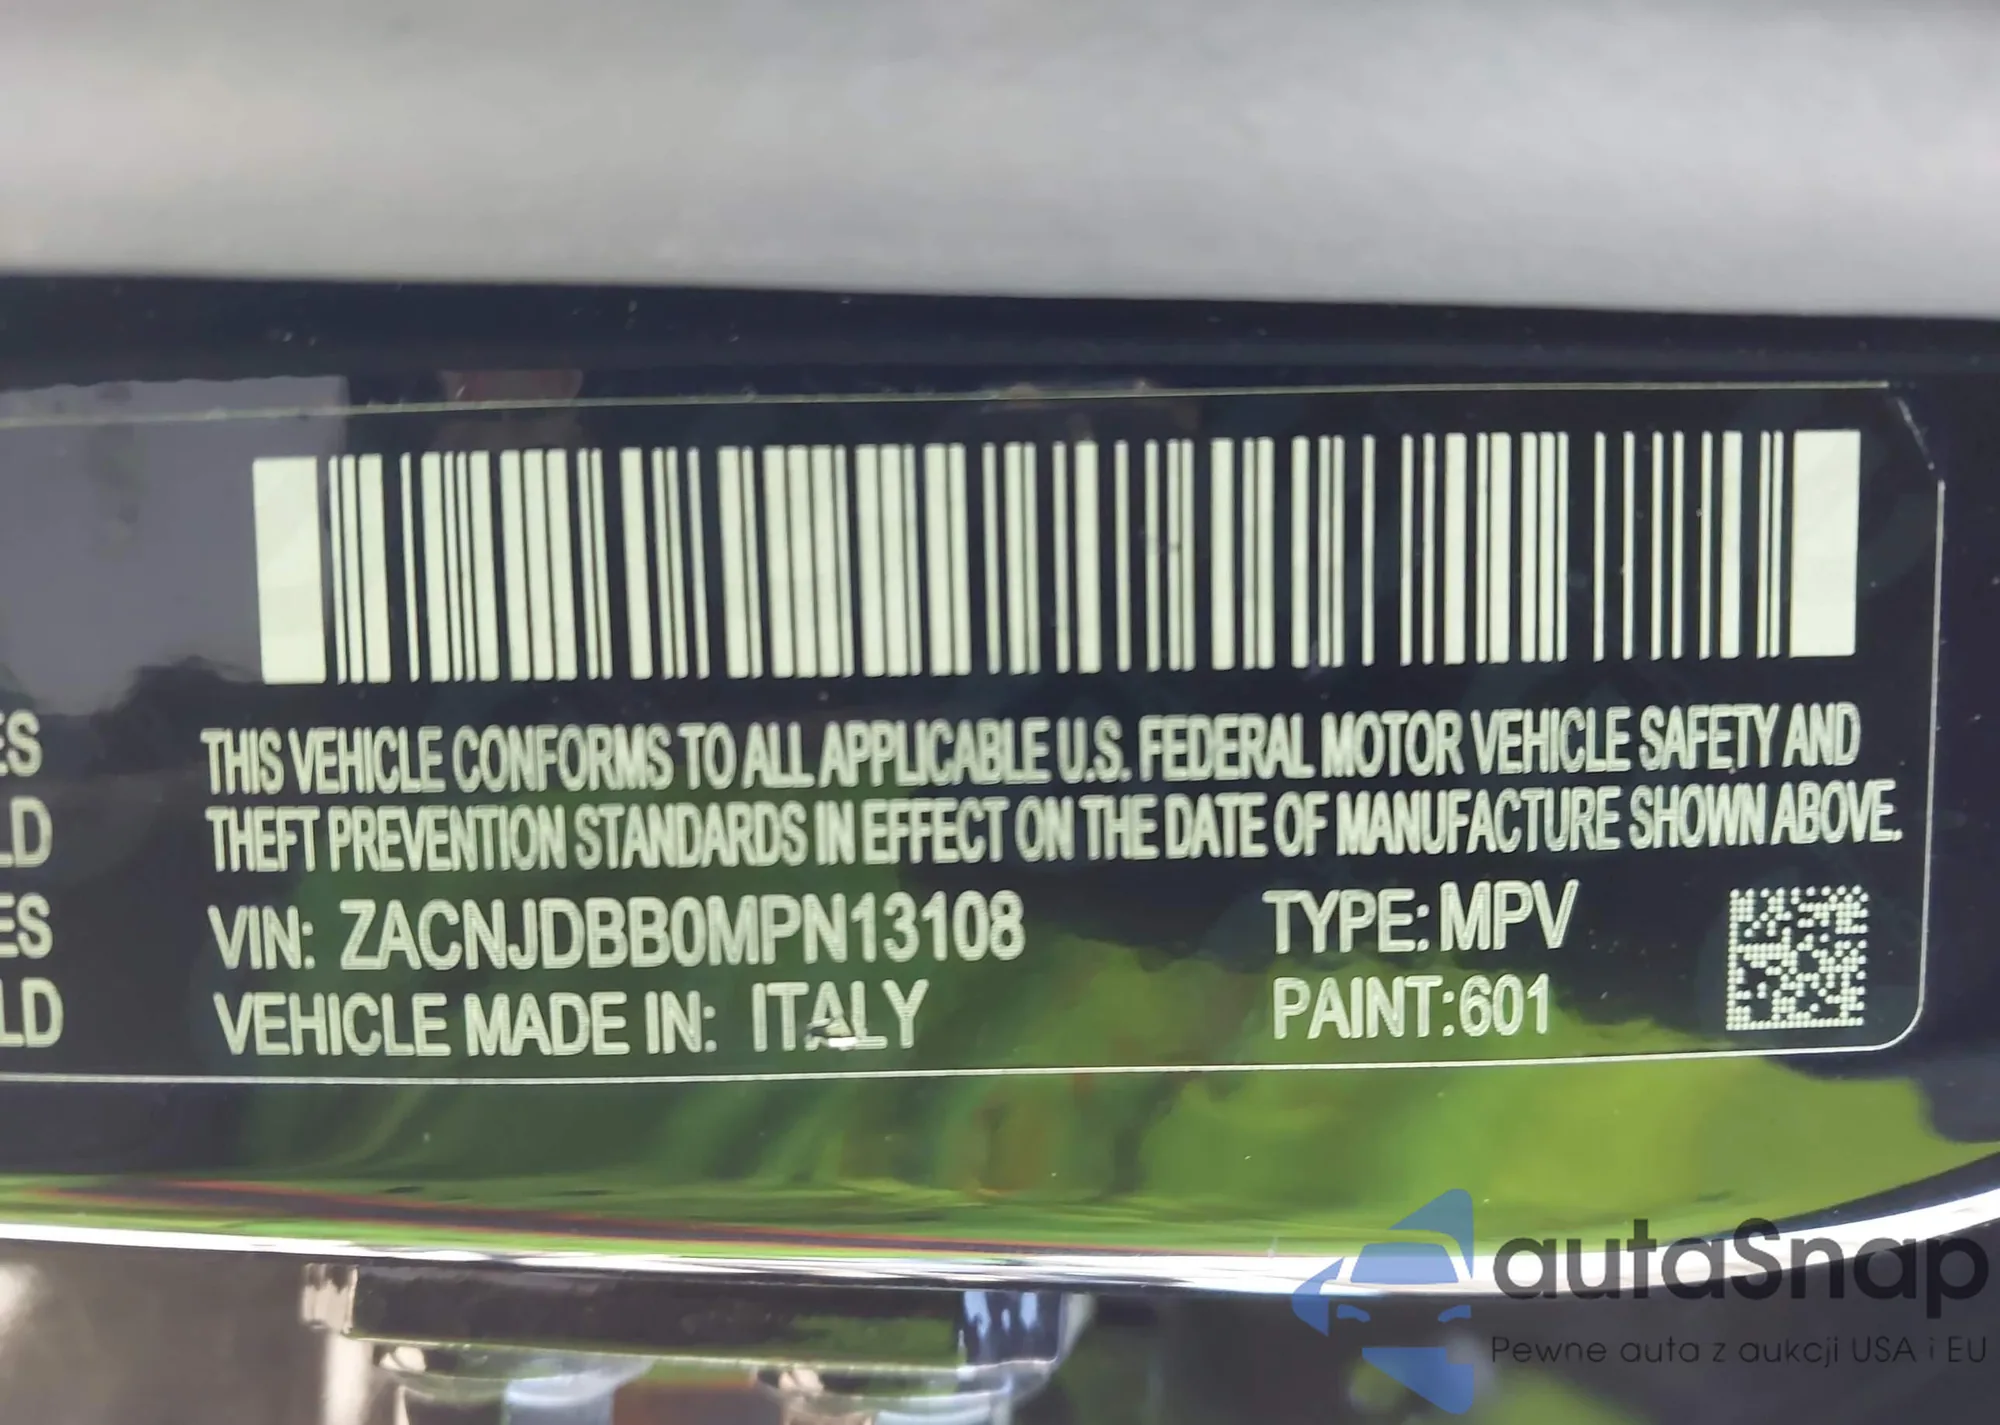 ES
LD
ES
LD
THIS VEHICLE CONFORMS TO ALL APPLICABLE U.S. FEDERAL MOTOR VEHICLE SAFETY AND
THEFT PREVENTION STANDARDS IN EFFECT ON THE DATE OF MANUFACTURE SHOWN ABOVE.
VIN: ZACNJDBB0MPN13108
TYPE: MPV
VEHICLE MADE IN: ITALY
PAINT:601
autaSnap
Pewne auta z aukcji USA i EU